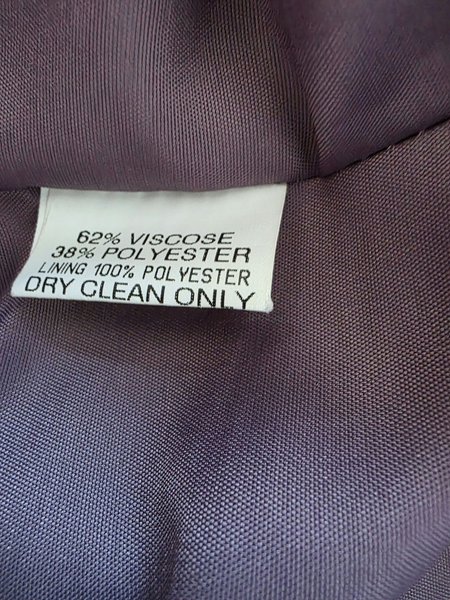 62% VISCOSE
38% POLYESTER
LINING 100% POLYESTER
DRY CLEAN ONLY